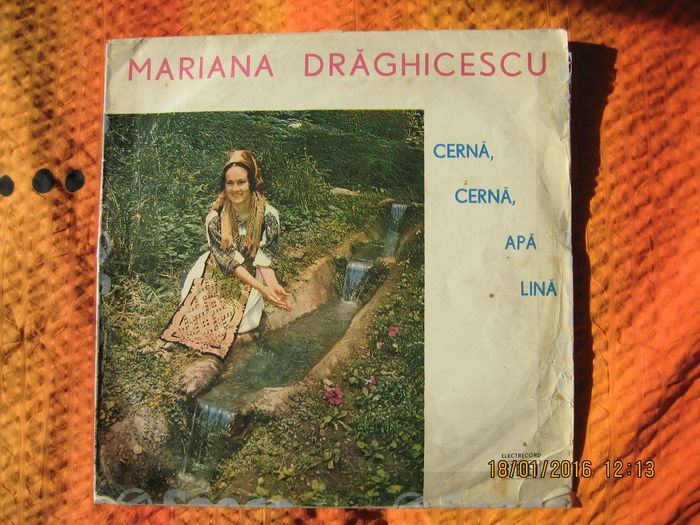 MARIANA DRĂGHICESCU
CERNĂ,
CERNĂ,
APĂ
LINĂ
ELECTRECORD
18/01/2016 12:13